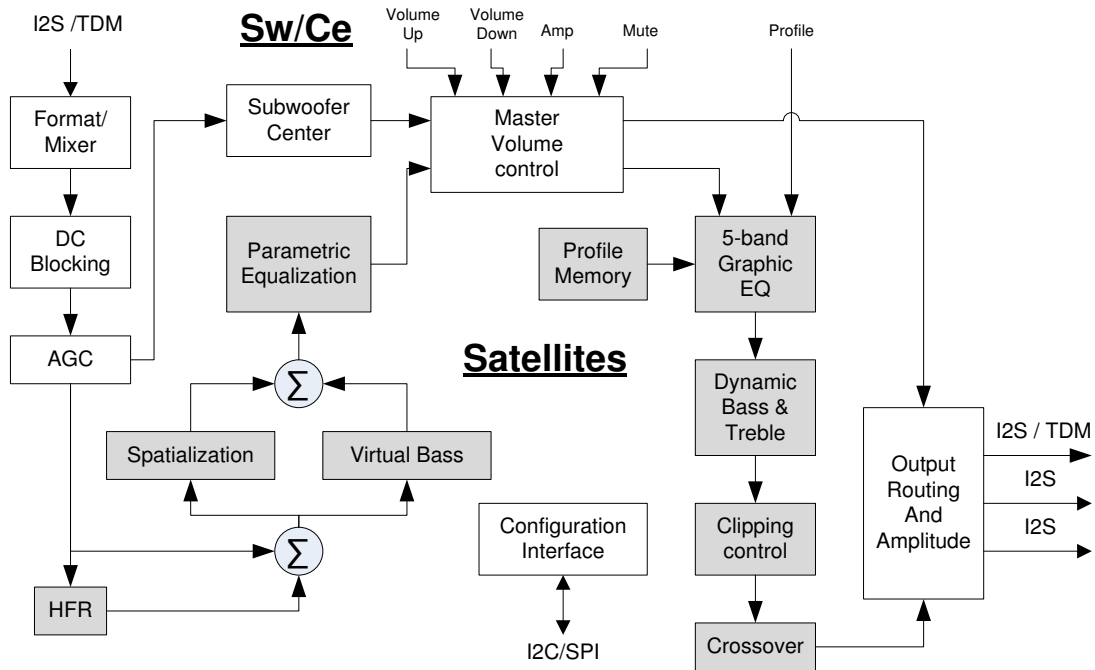 I2S /TDM
Sw/Ce
Volume
Up
Volume
Down
Amp
Mute
Profile
Format/
Mixer
Subwoofer
Center
Master
Volume
control
DC
Blocking
Parametric
Equalization
Profile
Memory
5-band
Graphic
EQ
AGC
Satellites
Σ
Dynamic
Bass &
Treble
Spatialization
Virtual Bass
Output
Routing
And
Amplitude
I2S / TDM
I2S
I2S
Configuration
Interface
Clipping
control
Σ
HFR
I2C/SPI
Crossover